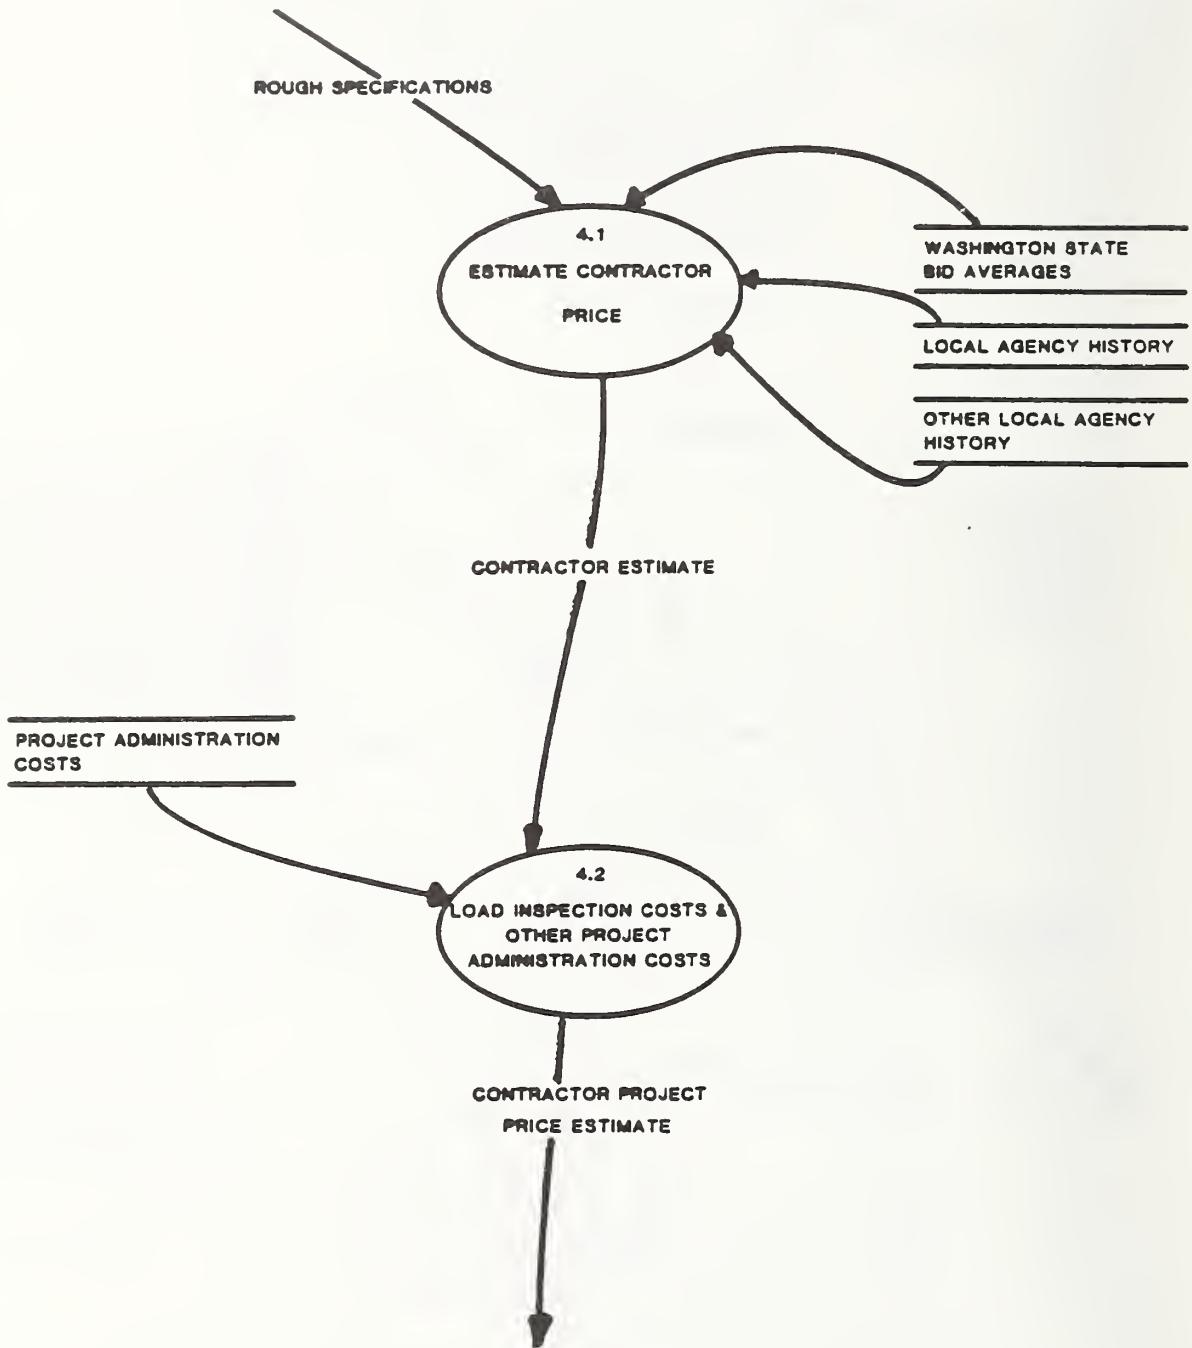 ROUGH SPECIFICATIONS
4.1
ESTIMATE CONTRACTOR
PRICE
WASHINGTON STATE
BID AVERAGES
LOCAL AGENCY HISTORY
OTHER LOCAL AGENCY
HISTORY
CONTRACTOR ESTIMATE
PROJECT ADMINISTRATION
COSTS
4.2
LOAD INSPECTION COSTS &
OTHER PROJECT
ADMINISTRATION COSTS
CONTRACTOR PROJECT
PRICE ESTIMATE